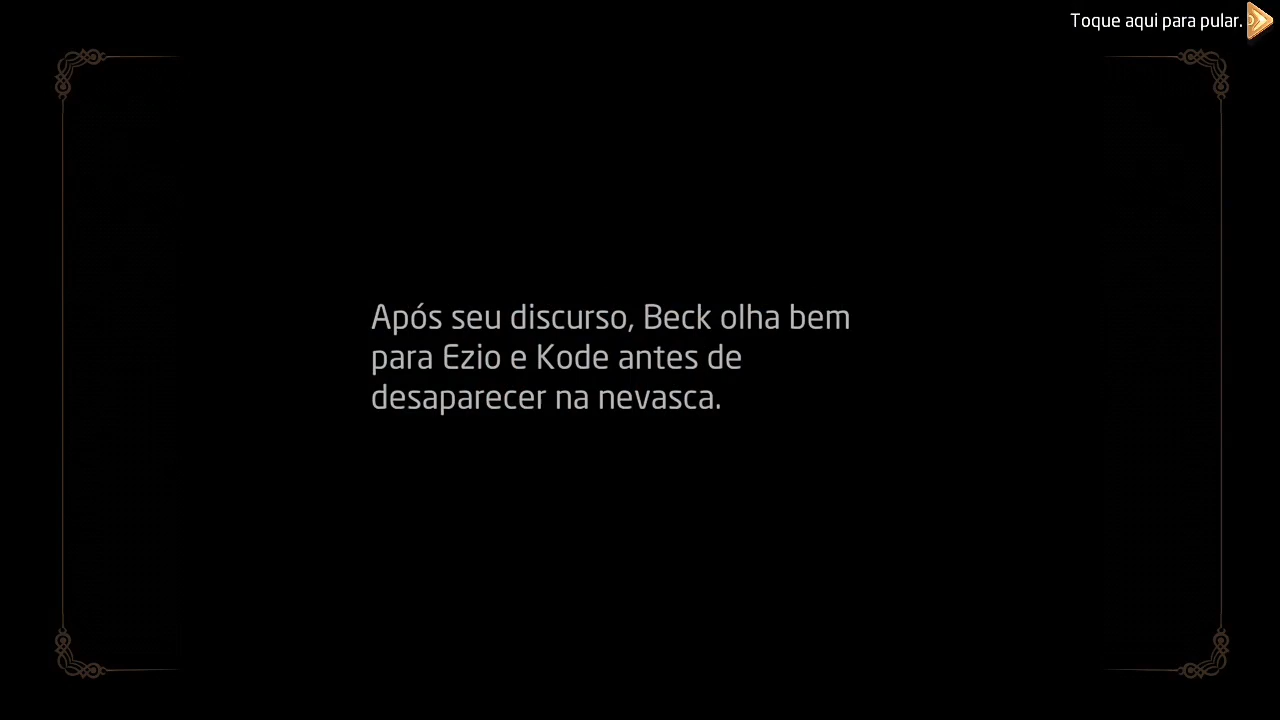 Toque aqui para pular.
Após seu discurso, Beck olha bem
para Ezio e Kode antes de
desaparecer na nevasca.